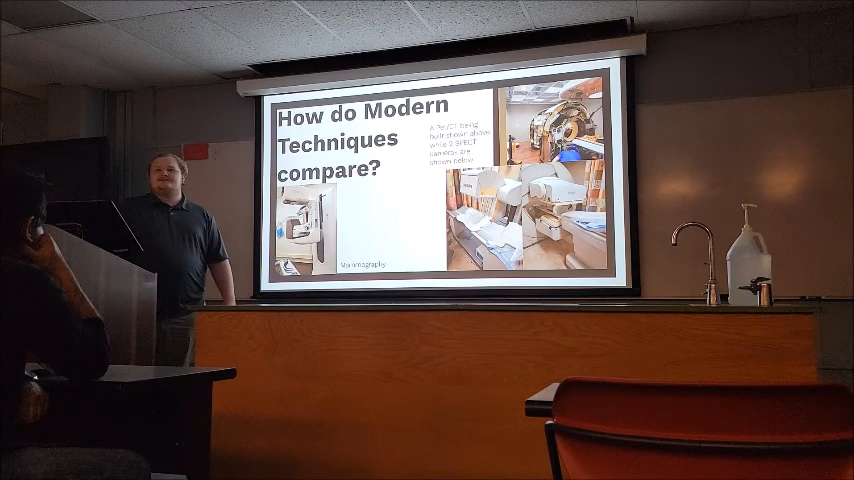 How do Modern
Techniques
compare?
A Pet/CT being
built shown above
while 2 SPECT
cameras are
shown below
Mammography